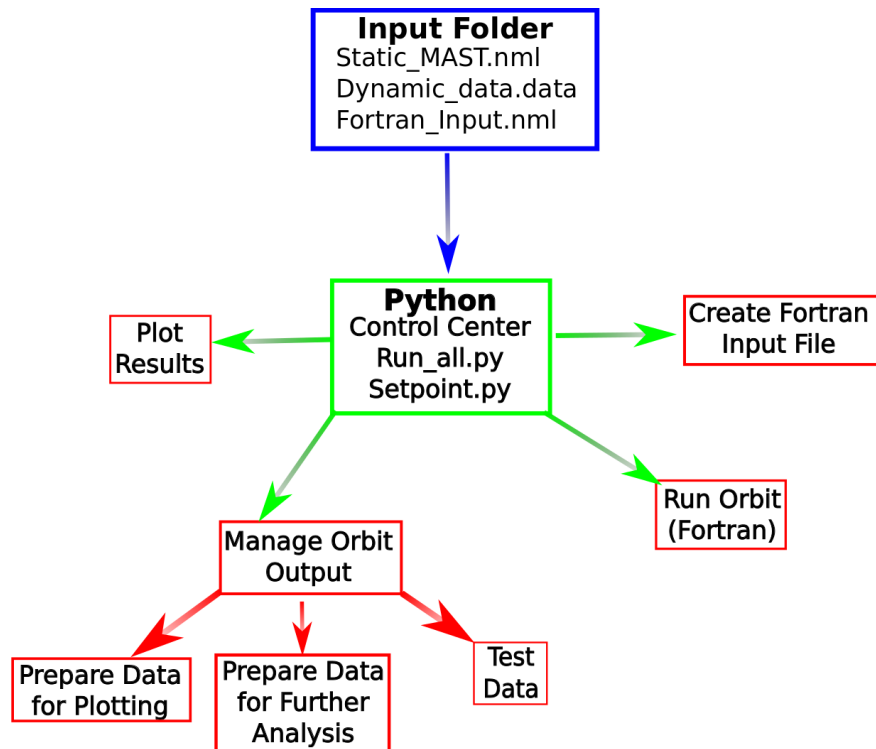 Input Folder
Static_MAST.nml
Dynamic_data.data
Fortran_Input.nml
Python
Control Center
Run_all.py
Setpoint.py
Plot
Results
Create Fortran
Input File
Run Orbit
(Fortran)
Manage Orbit
Output
Prepare Data
for Plotting
Prepare Data
for Further
Analysis
Test
Data